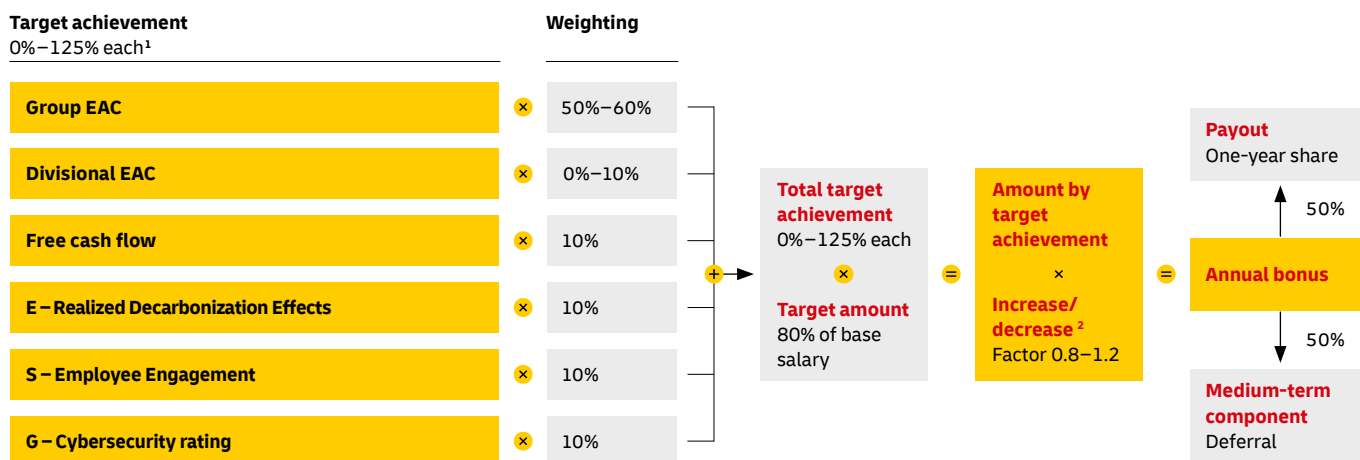 Target achievement
0%–125% each¹
Weighting
Group EAC
×
50%–60%
Divisional EAC
×
0%–10%
Free cash flow
×
10%
E – Realized Decarbonization Effects
×
10%
S – Employee Engagement
×
10%
G – Cybersecurity rating
×
10%
+
Total target
achievement
0%–125% each
×
Target amount
80% of base
salary
=
Amount by
target
achievement
×
Increase/
decrease ²
Factor 0.8–1.2
=
Payout
One-year share
50%
Annual bonus
50%
Medium-term
component
Deferral